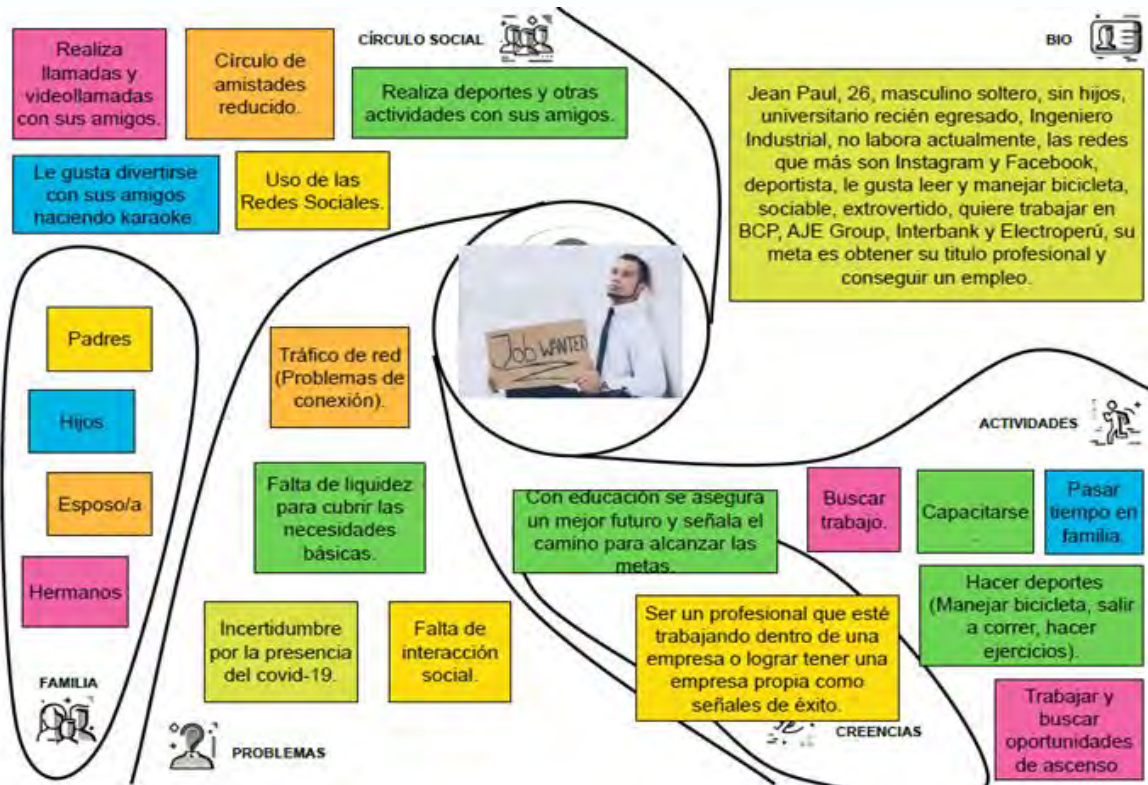 CÍRCULO SOCIAL
Realiza
llamadas y
videollamadas
con sus amigos.
Círculo de
amistades
reducido.
Realiza deportes y otras
actividades con sus amigos.
Le gusta divertirse
con sus amigos
haciendo karaoke.
Uso de las
Redes Sociales.
BIO
Jean Paul, 26, masculino soltero, sin hijos,
universitario recién egresado, Ingeniero
Industrial, no labora actualmente, las redes
que más son Instagram y Facebook,
deportista, le gusta leer y manejar bicicleta,
sociable, extrovertido, quiere trabajar en
BCP, AJE Group, Interbank y Electroperú, su
meta es obtener su titulo profesional y
conseguir un empleo.
Job WANTED
Padres
Hijos
Esposo/a
Hermanos
FAMILIA
Tráfico de red
(Problemas de
conexión).
Falta de liquidez
para cubrir las
necesidades
básicas.
Incertidumbre
por la presencia
del covid-19.
Falta de
interacción
social.
PROBLEMAS
Con educación se asegura
un mejor futuro y señala el
camino para alcanzar las
metas.
Ser un profesional que esté
trabajando dentro de una
empresa o lograr tener una
empresa propia como
señales de éxito.
CREENCIAS
ACTIVIDADES
Buscar
trabajo.
Capacitarse
.
Pasar
tiempo en
familia.
Hacer deportes
(Manejar bicicleta, salir
a correr, hacer
ejercicios).
Trabajar y
buscar
oportunidades
de ascenso